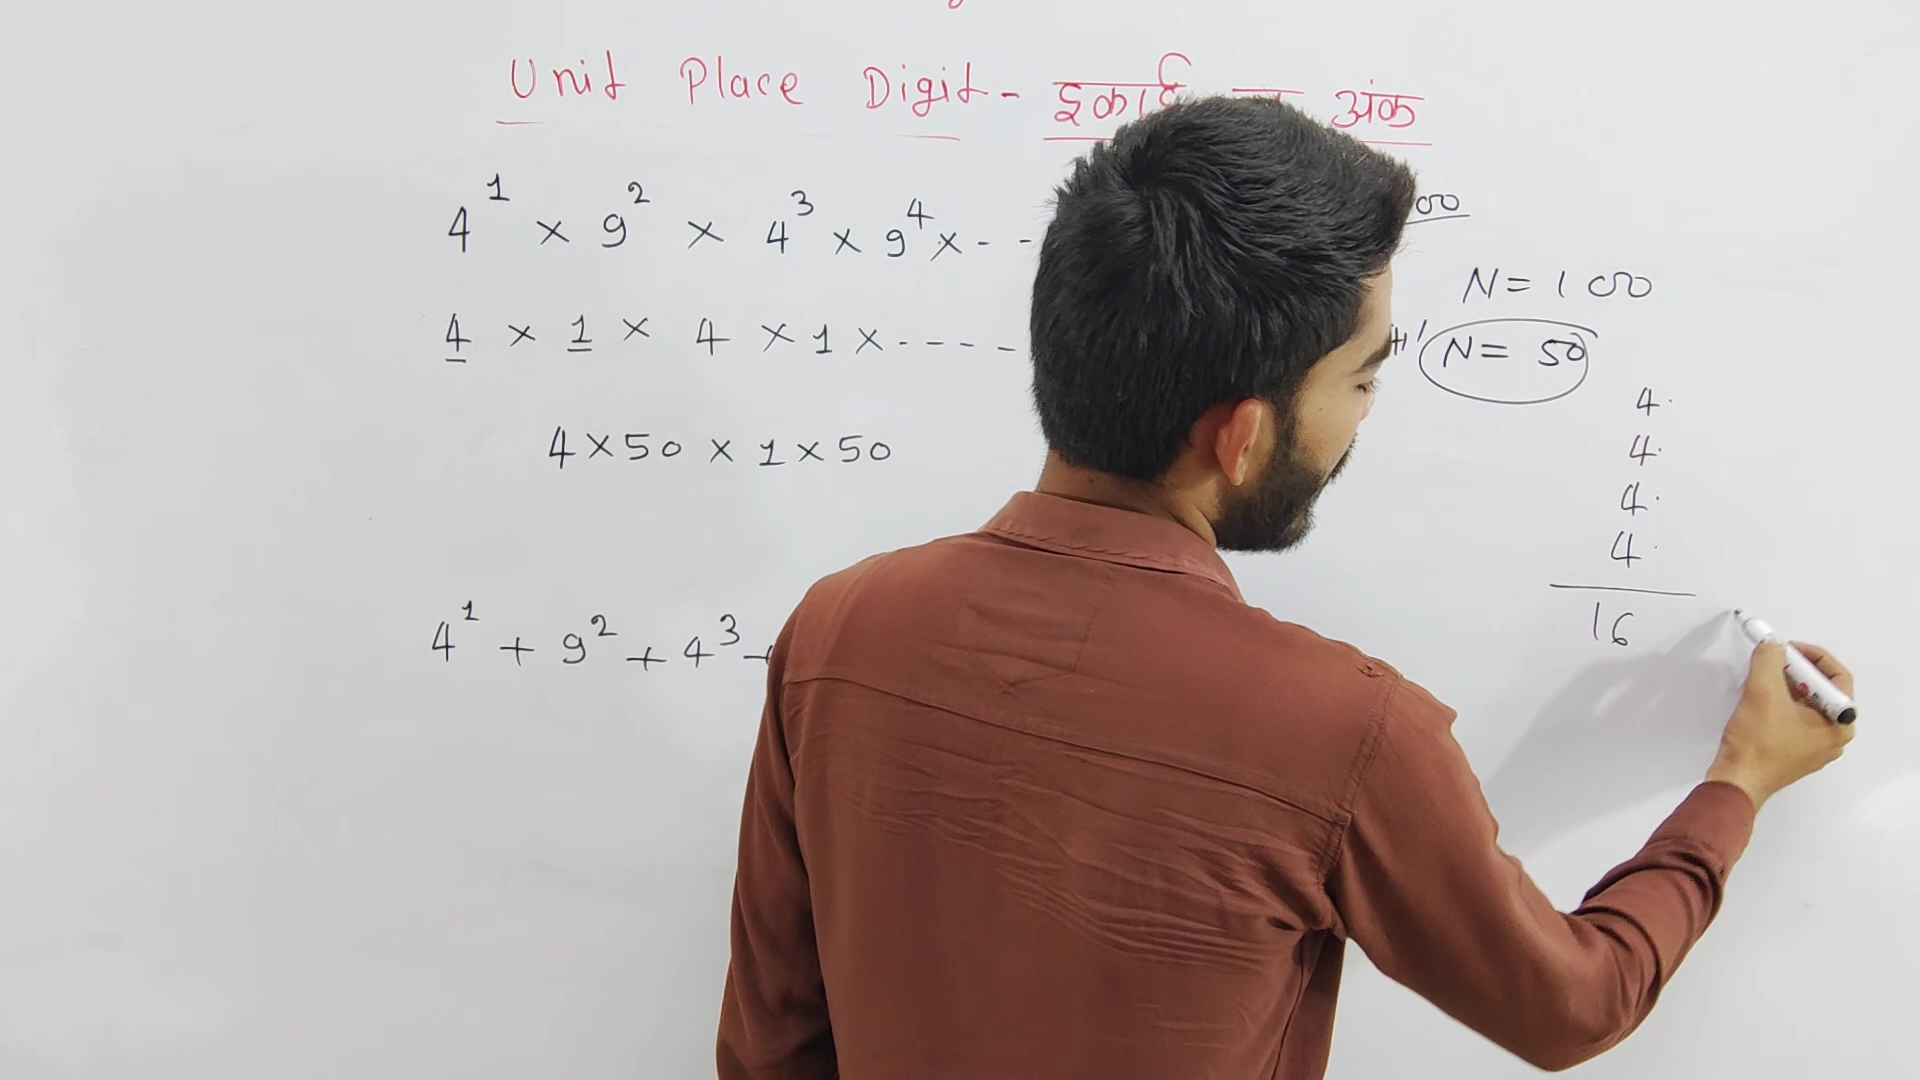 Unit Place Digit - इकाई अंक
4¹ × 9² × 4³ × 9⁴ × - - 00
N = 100
4 × 1 × 4 × 1 × - - - - -
N = 50
4
4 × 50 × 1 × 50
4
4
4
16
4¹ + 9² + 4³ +